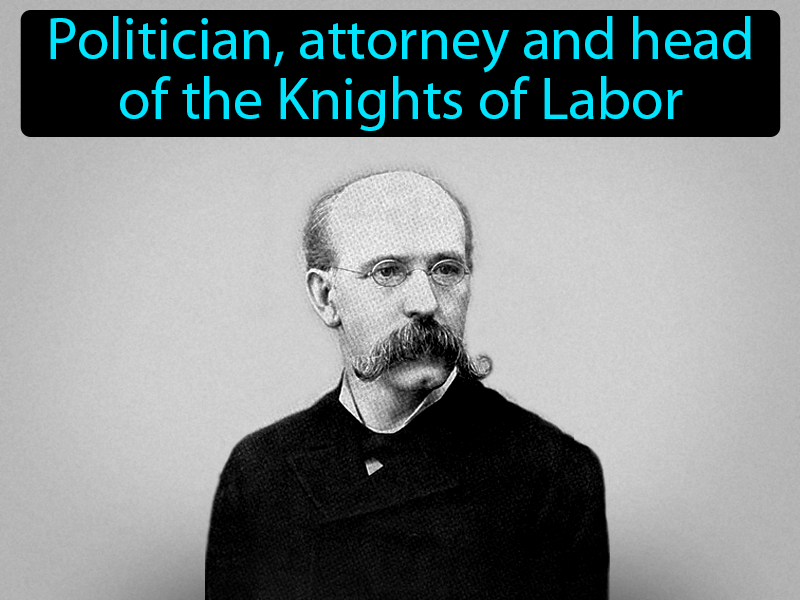 Politician, attorney and head
of the Knights of Labor